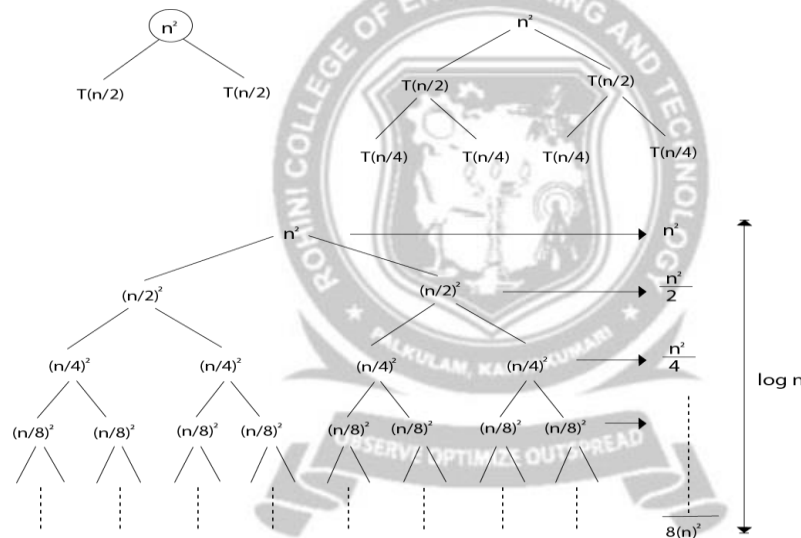 n²
T(n/2) T(n/2)
n²
T(n/2) T(n/2)
T(n/4) T(n/4) T(n/4) T(n/4)
n² n²
(n/2)² (n/2)² n²/2
(n/4)² (n/4)² (n/4)² (n/4)² n²/4
(n/8)² (n/8)² (n/8)² (n/8)² (n/8)² (n/8)² (n/8)² (n/8)²
log n
8(n)²
ROHINI COLLEGE OF ENGINEERING AND TECHNOLOGY
PALKULAM, KANYAKUMARI
OBSERVE OPTIMIZE OUTSPREAD